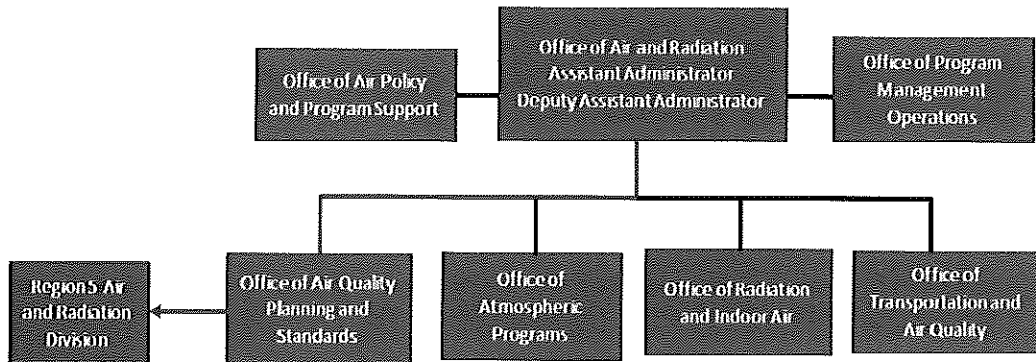 Office of Air and Radiation
Assistant Administrator
Deputy Assistant Administrator
Office of Air Policy
and Program Support
Office of Program
Management
Operations
Region 5 Air
and Radiation
Division
Office of Air Quality
Planning and
Standards
Office of
Atmospheric
Programs
Office of Radiation
and Indoor Air
Office of
Transportation and
Air Quality